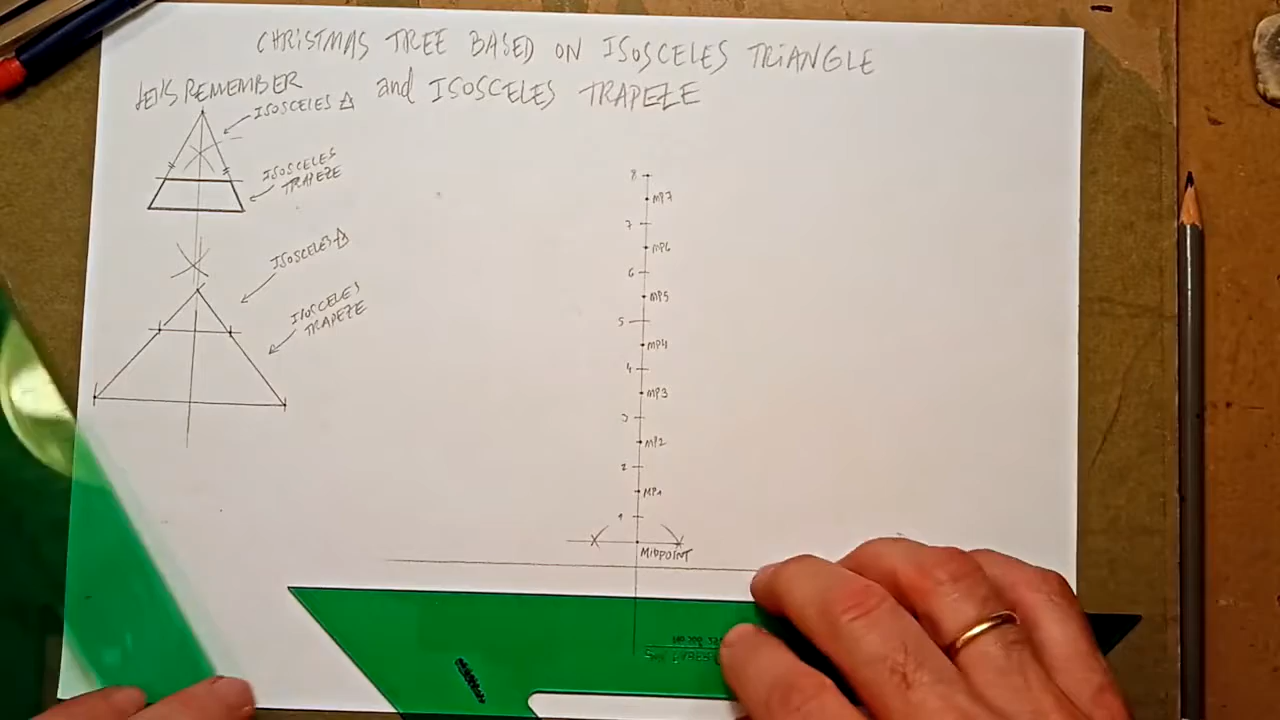 CHRISTMAS TREE BASED ON ISOSCELES TRIANGLE
and ISOSCELES TRAPEZE
LET'S REMEMBER
ISOSCELES
ISOSCELES
TRAPEZE
ISOSCELES
ISOSCELES
TRAPEZE
8
MP7
7
MP6
6
MP5
5
MP4
4
MP3
3
MP2
2
MP1
1
MIDPOINT